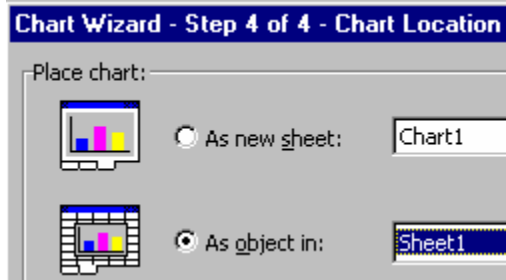 Chart Wizard - Step 4 of 4 - Chart Location
Place chart:
As new sheet: Chart1
As object in: Sheet1